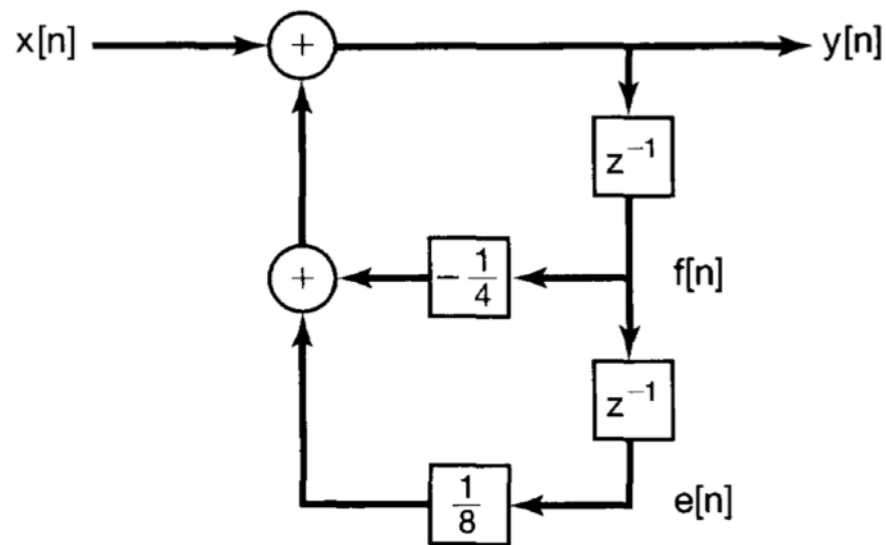 x[n] + y[n]
z⁻¹
+ -1/4 f[n]
z⁻¹
1/8 e[n]